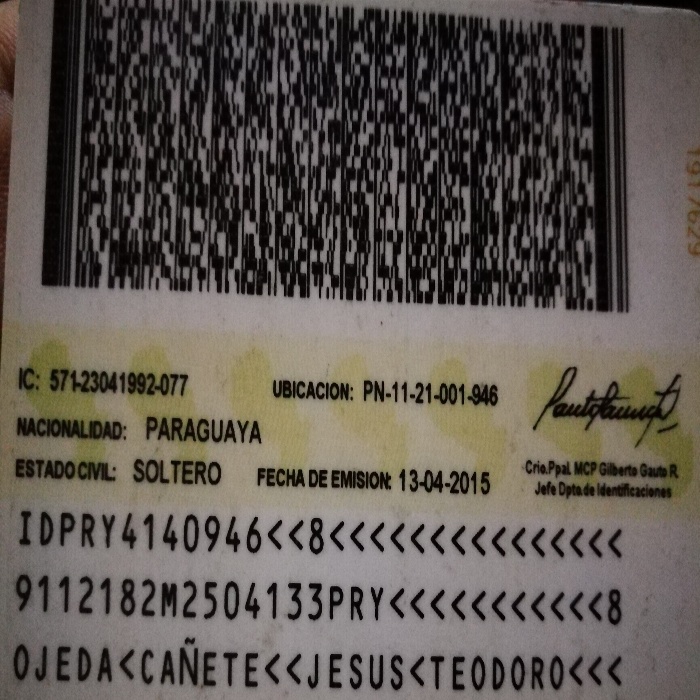 1917229
IC: 571-23041992-077
UBICACION: PN-11-21-001-946
NACIONALIDAD: PARAGUAYA
ESTADO CIVIL: SOLTERO
FECHA DE EMISION: 13-04-2015
Crio.Ppal. MCP Gilberto Gauto R.
Jefe Dpto.de Identificaciones
IDPRY4140946<<8<<<<<<<<<<<<<<<
9112182M2504133PRY<<<<<<<<<<<8
OJEDA<CAÑETE<<JESUS<TEODORO<<<